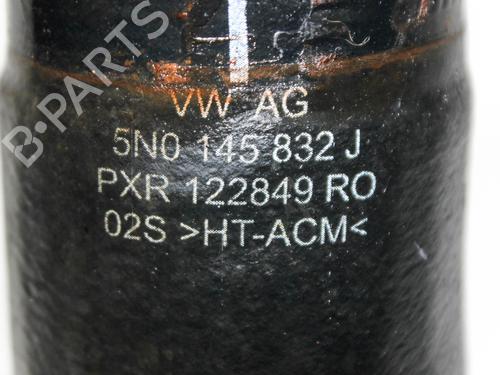 B-PARTS
VW AG
5N0 145 832 J
PXR 122849 RO
02S >HT-ACM<